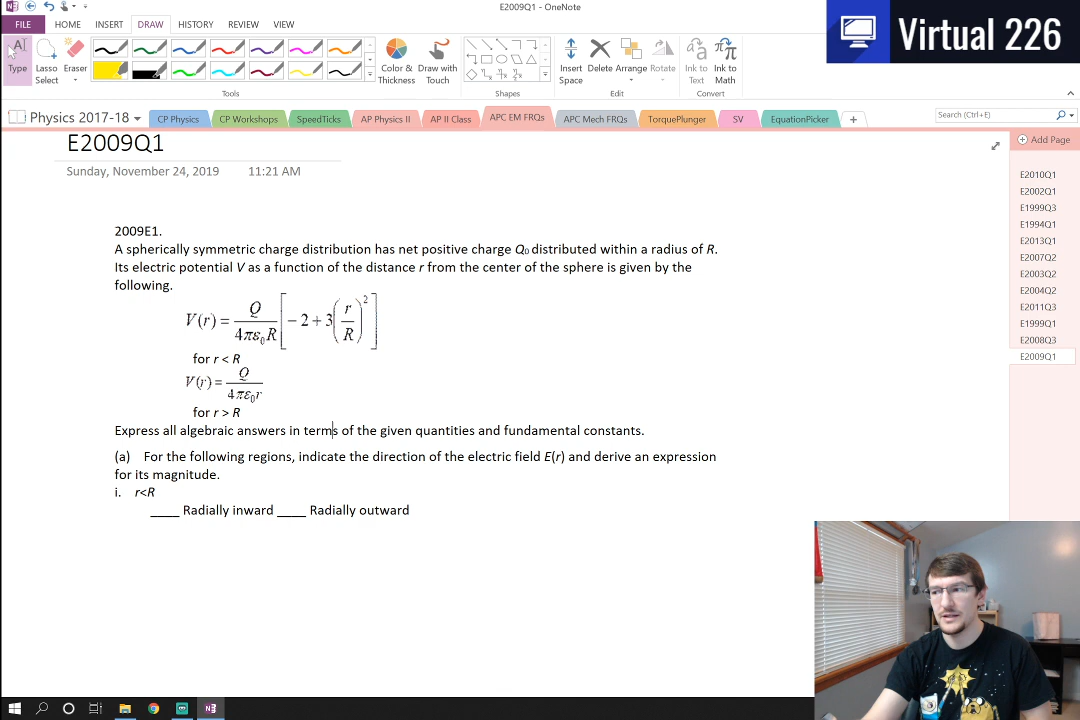 E2009Q1 - OneNote
FILE HOME INSERT DRAW HISTORY REVIEW VIEW
Virtual 226
Type Lasso Select Eraser Color & Thickness Draw with Touch Insert Space Delete Arrange Rotate Ink to Text Ink to Math
Tools Shapes Edit Convert
Physics 2017-18 CP Physics CP Workshops SpeedTicks AP Physics II AP II Class APC EM FRQs APC Mech FRQs TorquePlunger SV EquationPicker + Search (Ctrl+E)
E2009Q1
Sunday, November 24, 2019 11:21 AM
Add Page
E2010Q1
E2002Q1
E1999Q3
E1994Q1
E2013Q1
E2007Q2
E2003Q2
E2004Q2
E2011Q3
E1999Q1
E2008Q3
E2009Q1
2009E1.
A spherically symmetric charge distribution has net positive charge Q₀ distributed within a radius of R.
Its electric potential V as a function of the distance r from the center of the sphere is given by the
following.
V(r) = Q/4πε₀R [−2 + 3(r/R)²]
for r < R
V(r) = Q/4πε₀r
for r > R
Express all algebraic answers in terms of the given quantities and fundamental constants.
(a) For the following regions, indicate the direction of the electric field E(r) and derive an expression
for its magnitude.
i. r<R
____ Radially inward ____ Radially outward